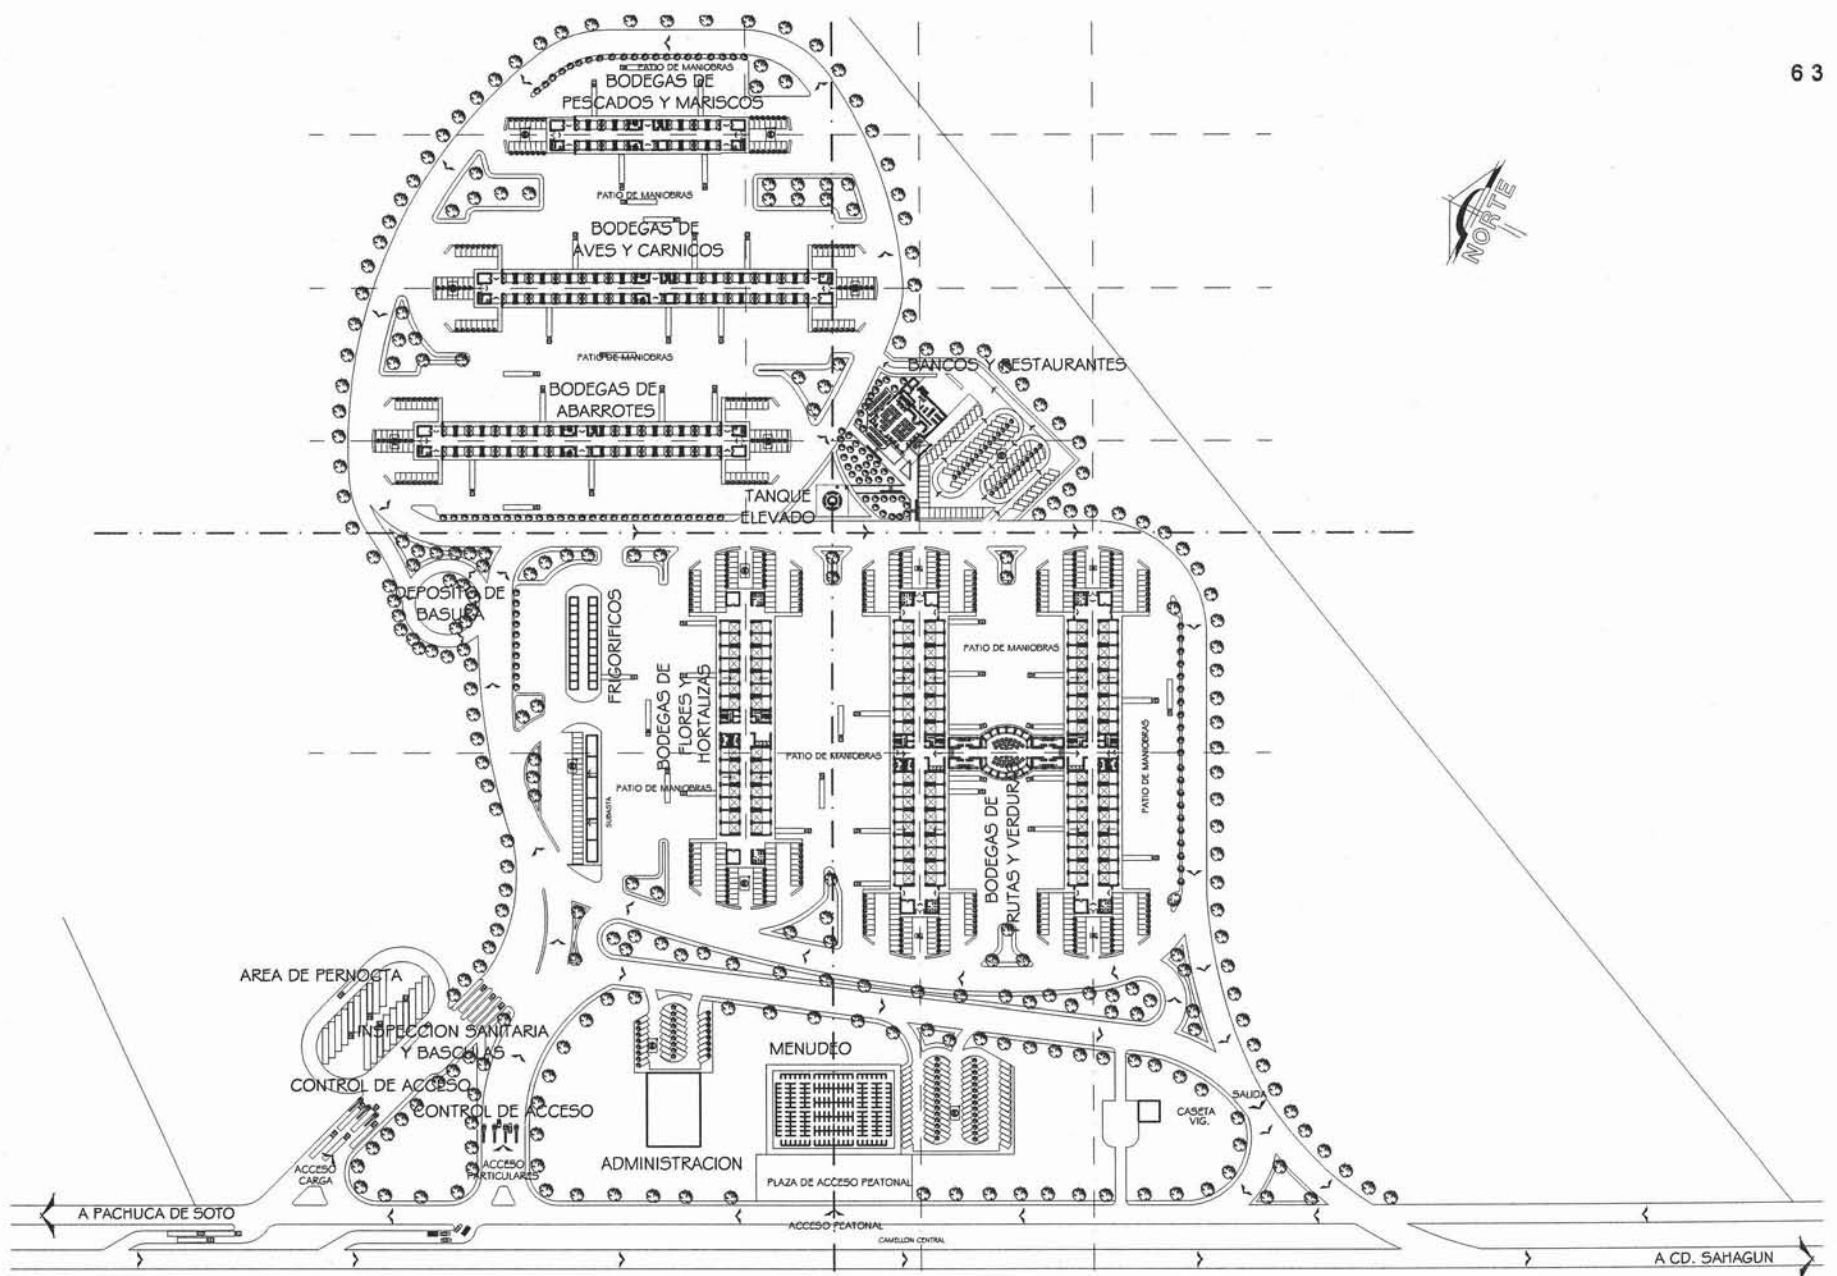 63
PATIO DE MANIOBRAS
BODEGAS DE
PESCADOS Y MARISCOS
NORTE
PATIO DE MANIOBRAS
BODEGAS DE
AVES Y CARNICOS
PATIO DE MANIOBRAS
BANCOS Y RESTAURANTES
BODEGAS DE
ABARROTES
TANQUE
ELEVADO
DEPOSITO DE
BASURA
FRIGORIFICOS
BODEGAS DE
FLORES Y
HORTALIZAS
PATIO DE MANIOBRAS
PATIO DE MANIOBRAS
PATIO DE MANIOBRAS
PATIO DE MANIOBRAS
SUBASTA
BODEGAS DE
FRUTAS Y VERDURAS
AREA DE PERNOCTA
INSPECCION SANITARIA
Y BASCULAS
MENUDEO
CONTROL DE ACCESO
CONTROL DE ACCESO
SALIDA
CASETA
VIG.
ACCESO
CARGA
ACCESO
PARTICULARES
ADMINISTRACION
PLAZA DE ACCESO PEATONAL
A PACHUCA DE SOTO
ACCESO PEATONAL
CAMELLON CENTRAL
A CD. SAHAGUN